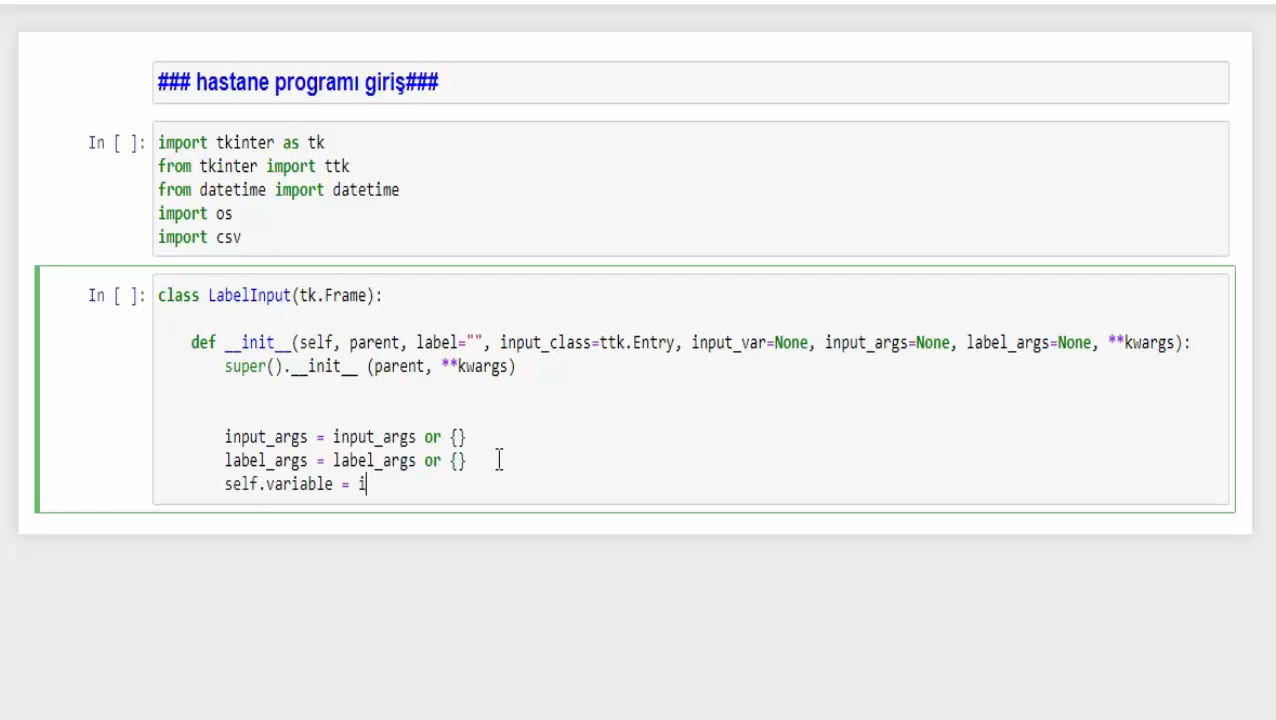 ### hastane programı giriş###
In [ ]:
import tkinter as tk
from tkinter import ttk
from datetime import datetime
import os
import csv
In [ ]:
class LabelInput(tk.Frame):
def __init__(self, parent, label="", input_class=ttk.Entry, input_var=None, input_args=None, label_args=None, **kwargs):
super().__init__ (parent, **kwargs)
input_args = input_args or {}
label_args = label_args or {}
self.variable = i